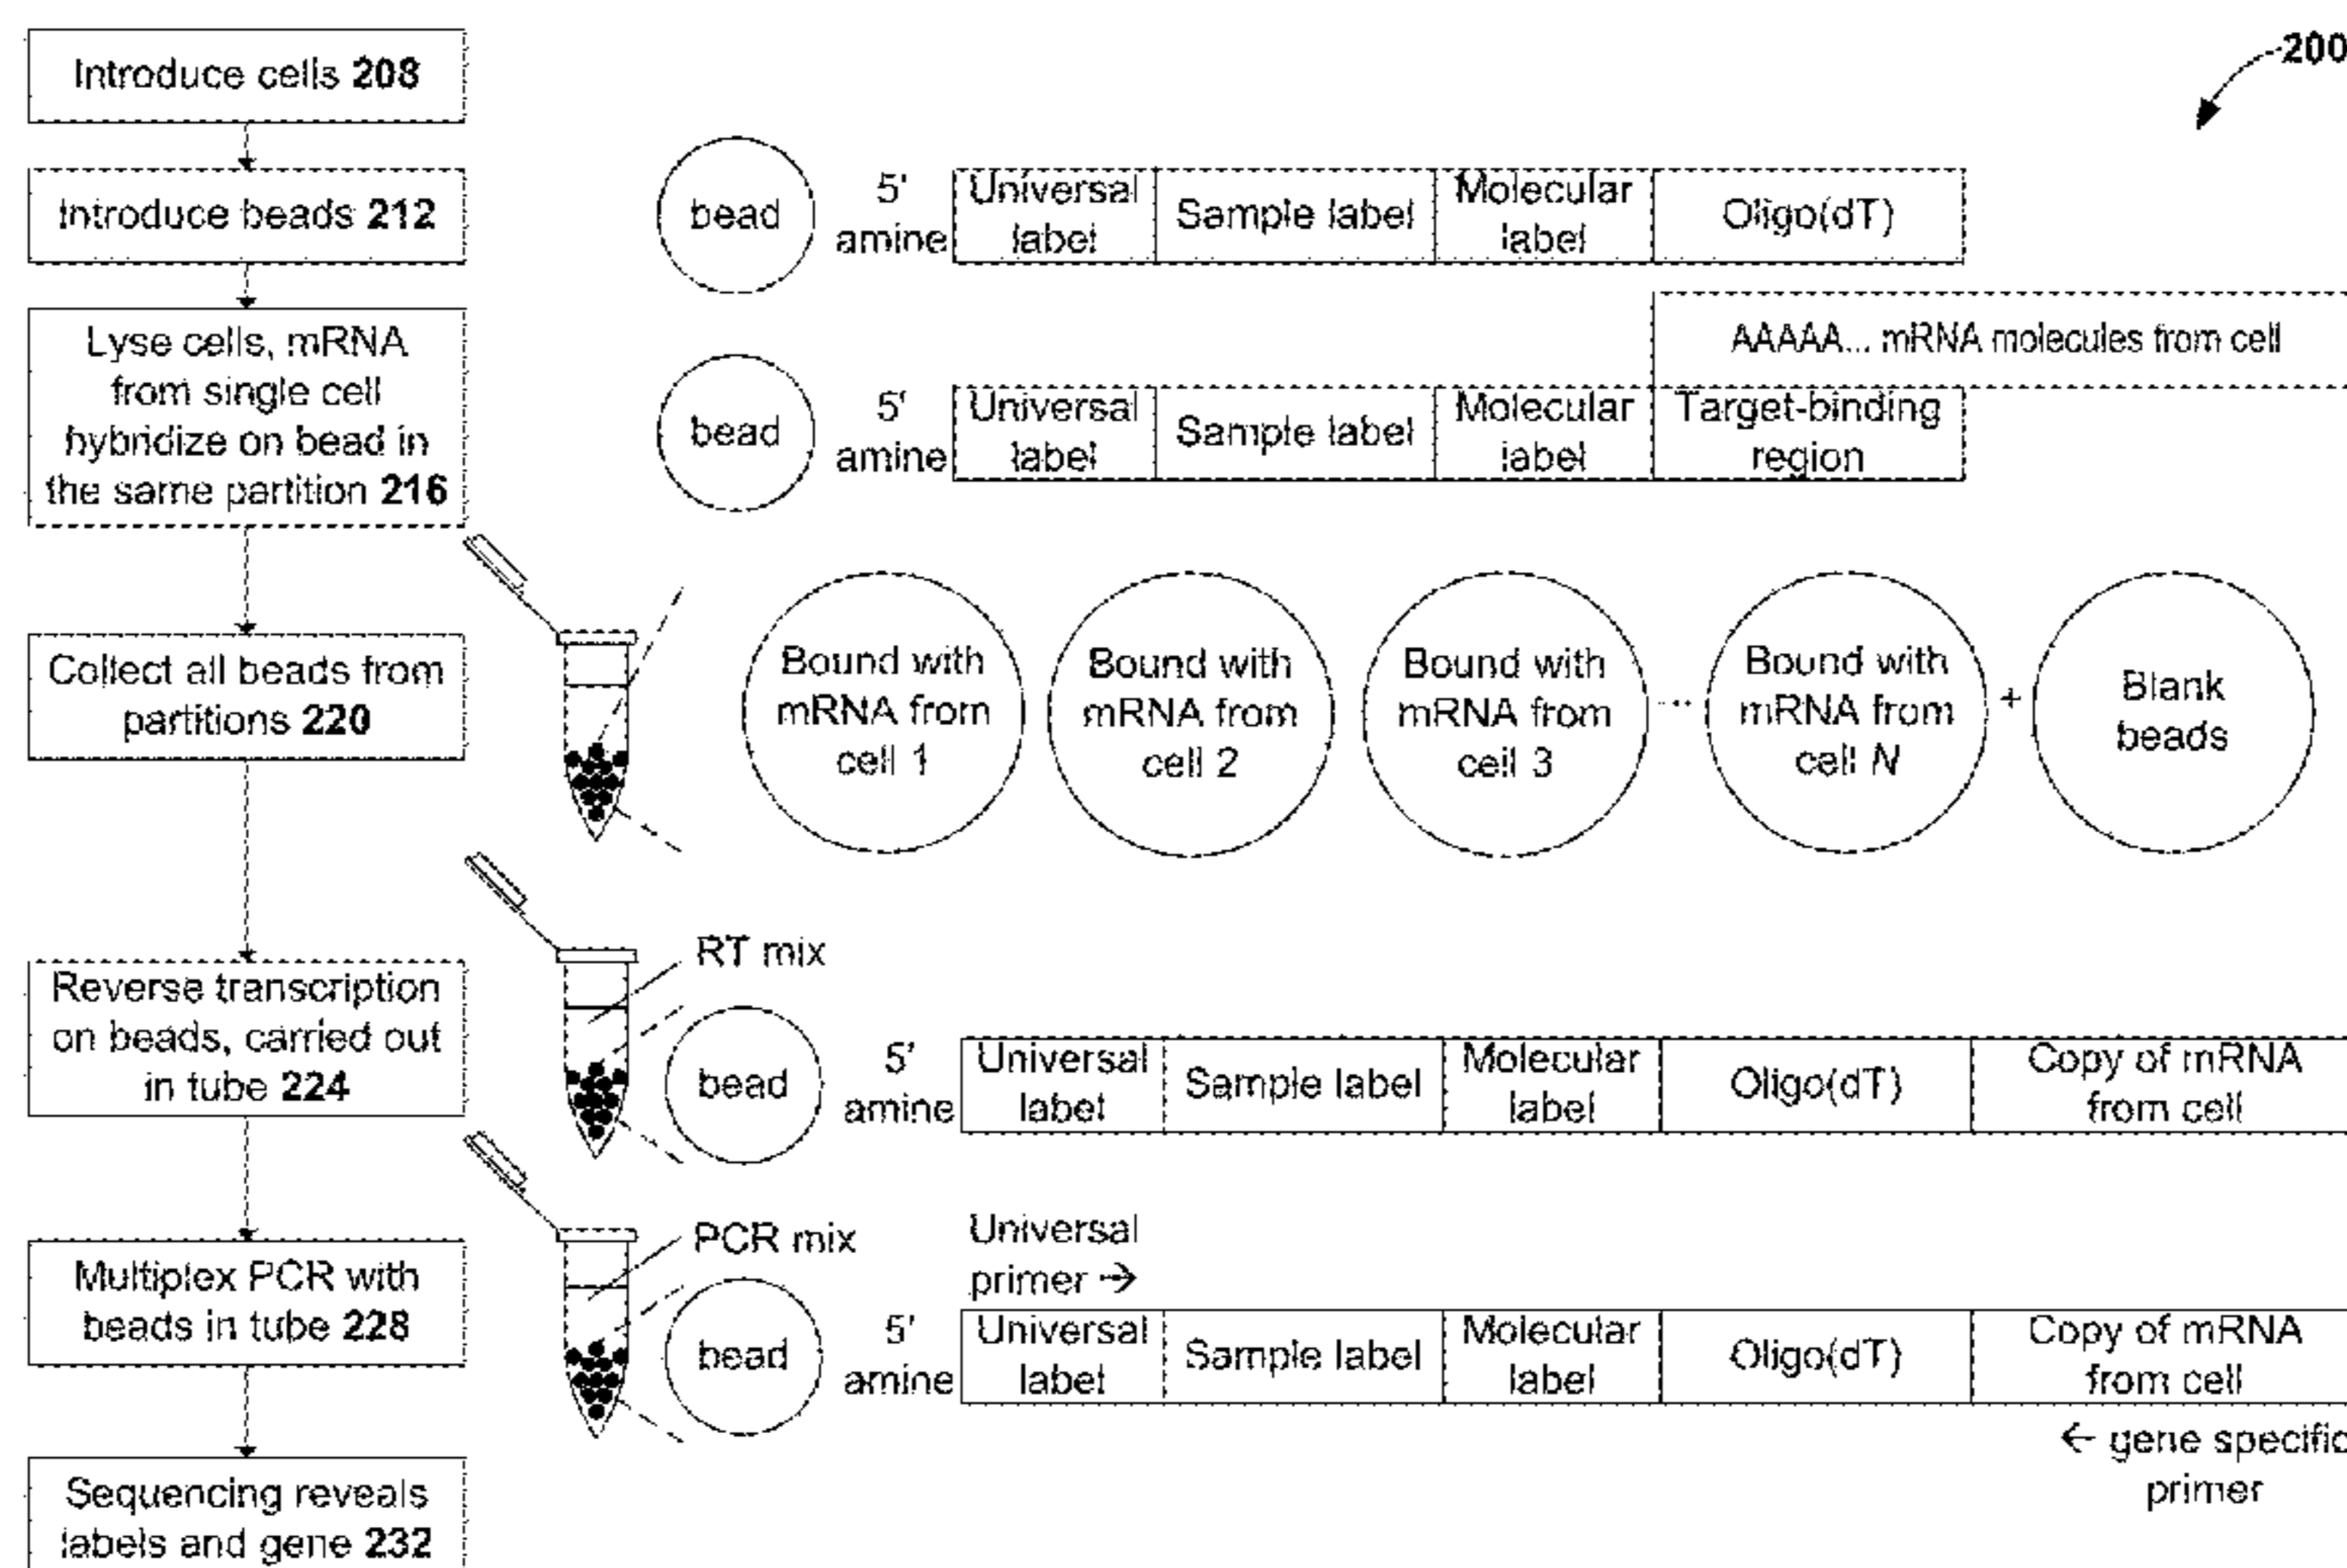 200
Introduce cells 208
Introduce beads 212
bead
5'
amine
Universal
label
Sample label
Molecular
label
Oligo(dT)
Lyse cells, mRNA
from single cell
hybridize on bead in
the same partition 216
AAAAA... mRNA molecules from cell
bead
5'
amine
Universal
label
Sample label
Molecular
label
Target-binding
region
Collect all beads from
partitions 220
Bound with
mRNA from
cell 1
Bound with
mRNA from
cell 2
Bound with
mRNA from
cell 3
...
Bound with
mRNA from
cell N
+
Blank
beads
Reverse transcription
on beads, carried out
in tube 224
RT mix
bead
5'
amine
Universal
label
Sample label
Molecular
label
Oligo(dT)
Copy of mRNA
from cell
Multiplex PCR with
beads in tube 228
PCR mix
Universal
primer →
bead
5'
amine
Universal
label
Sample label
Molecular
label
Oligo(dT)
Copy of mRNA
from cell
← gene specific
primer
Sequencing reveals
labels and gene 232